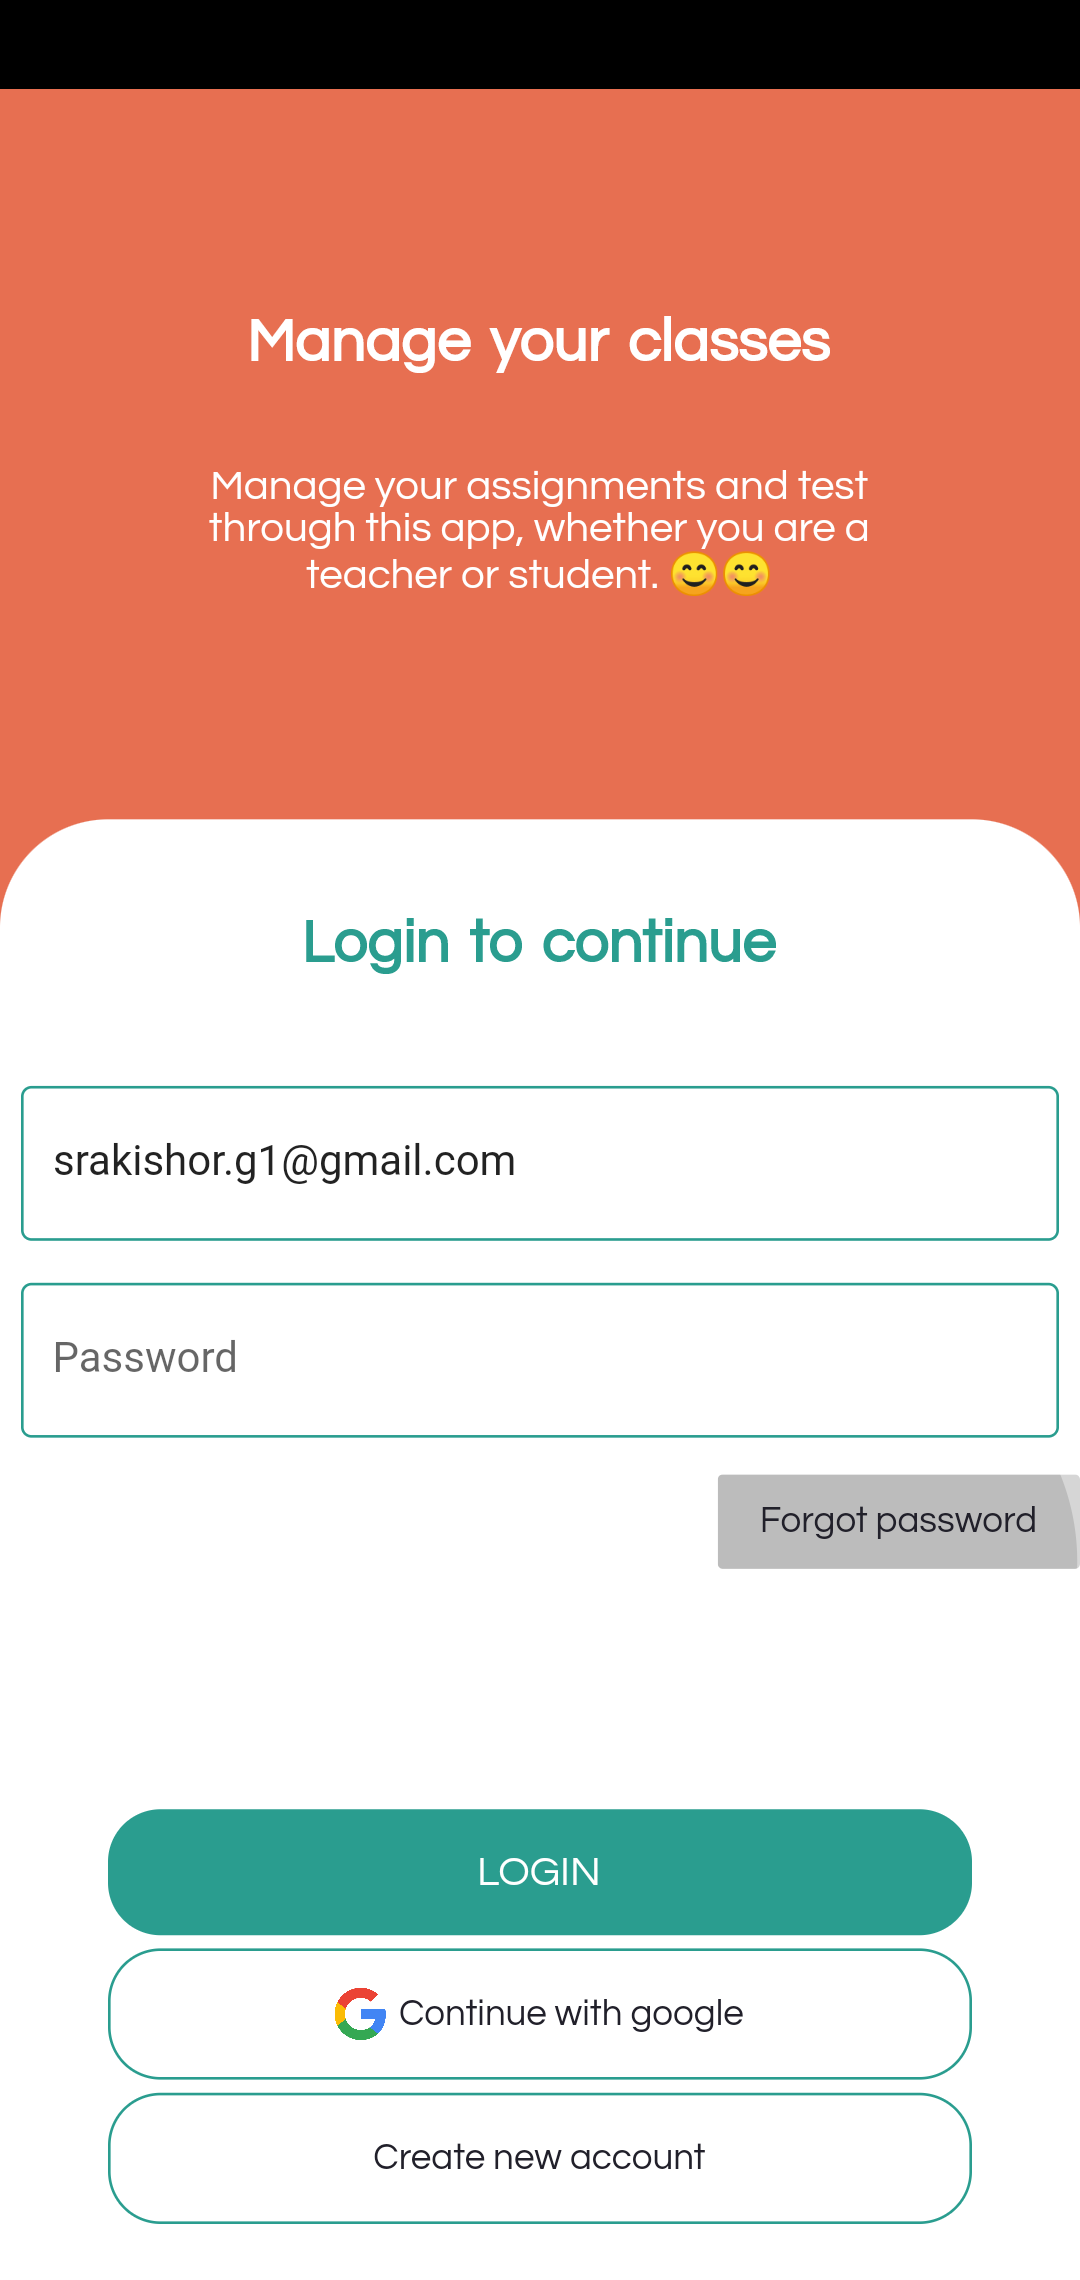 Manage your classes
Manage your assignments and test
through this app, whether you are a
teacher or student. 😊😊
Login to continue
srakishor.g1@gmail.com
Password
Forgot password
LOGIN
Continue with google
Create new account